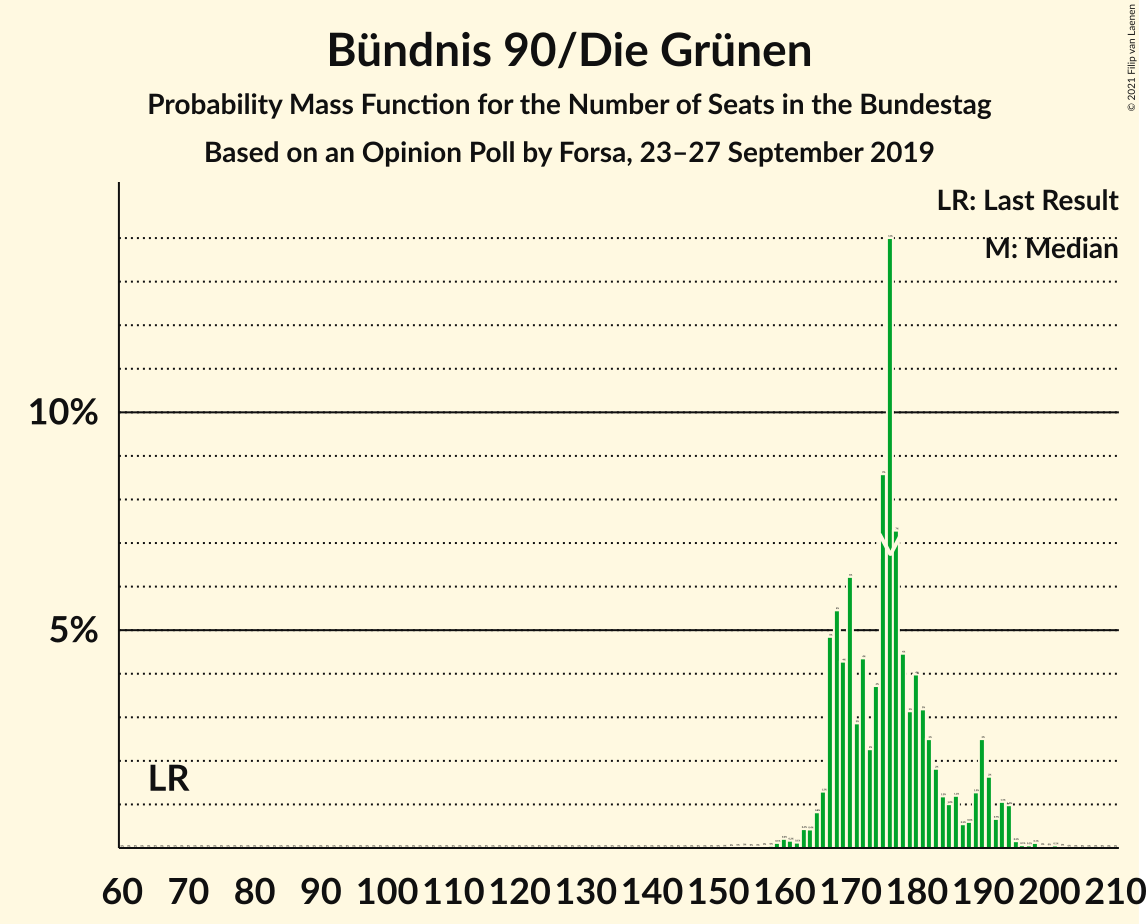 Bündnis 90/Die Grünen
Probability Mass Function for the Number of Seats in the Bundestag
Based on an Opinion Poll by Forsa, 23–27 September 2019
© 2021 Filip van Laenen
LR: Last Result
M: Median
10%
5%
LR
M
60 70 80 90 100 110 120 130 140 150 160 170 180 190 200 210